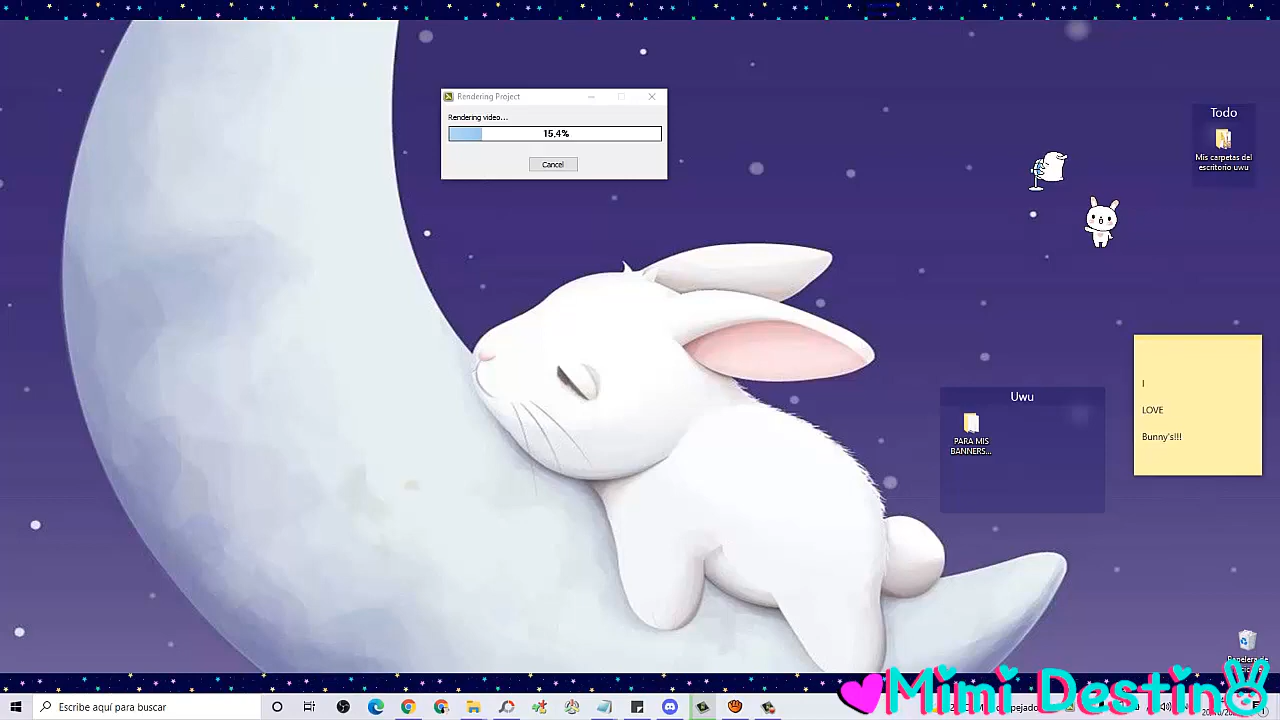 Rendering Project
Rendering video...
15,4%
Cancel
Todo
Mis carpetas del
escritorio uwu
Uwu
PARA MIS
BANNERS...
I
LOVE
Bunny's!!!
Mimi Destino
Escribe aquí para buscar